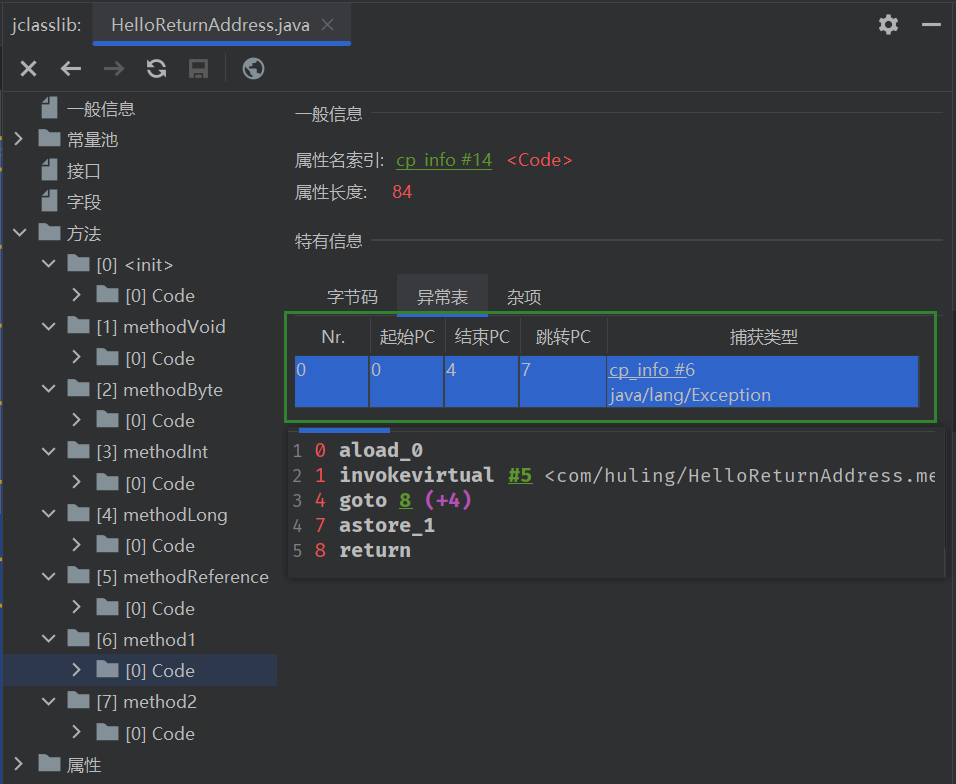 jclasslib: HelloReturnAddress.java
一般信息
常量池
接口
字段
方法
[0] <init>
[0] Code
[1] methodVoid
[0] Code
[2] methodByte
[0] Code
[3] methodInt
[0] Code
[4] methodLong
[0] Code
[5] methodReference
[0] Code
[6] method1
[0] Code
[7] method2
[0] Code
属性
一般信息
属性名索引: cp_info #14 <Code>
属性长度: 84
特有信息
字节码 异常表 杂项
Nr. 起始PC 结束PC 跳转PC 捕获类型
0 0 4 7 cp_info #6
java/lang/Exception
1 0 aload_0
2 1 invokevirtual #5 <com/huling/HelloReturnAddress.me
3 4 goto 8 (+4)
4 7 astore_1
5 8 return